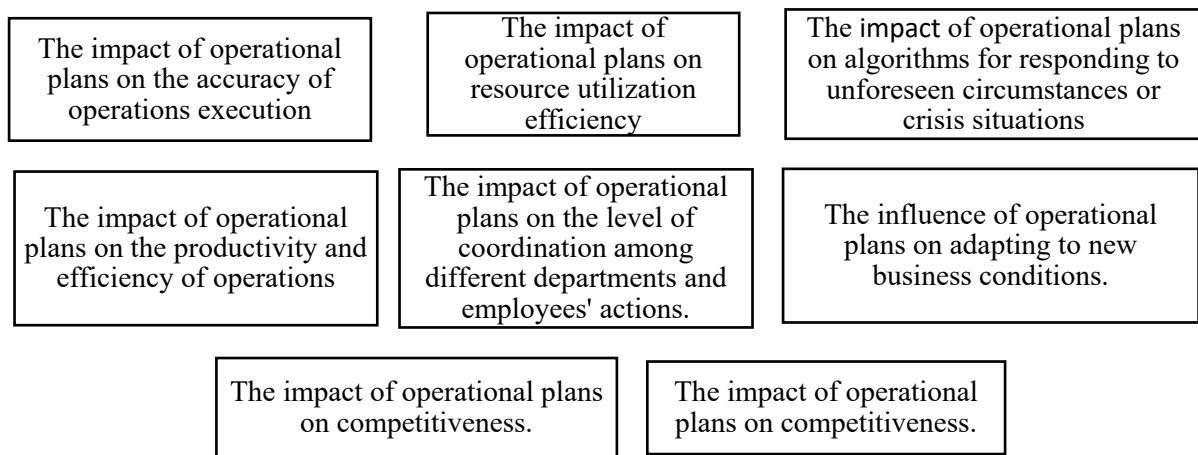 The impact of operational
plans on the accuracy of
operations execution
The impact of
operational plans on
resource utilization
efficiency
The impact of operational plans
on algorithms for responding to
unforeseen circumstances or
crisis situations
The impact of operational
plans on the productivity and
efficiency of operations
The impact of operational
plans on the level of
coordination among
different departments and
employees' actions.
The influence of operational
plans on adapting to new
business conditions.
The impact of operational plans
on competitiveness.
The impact of operational
plans on competitiveness.